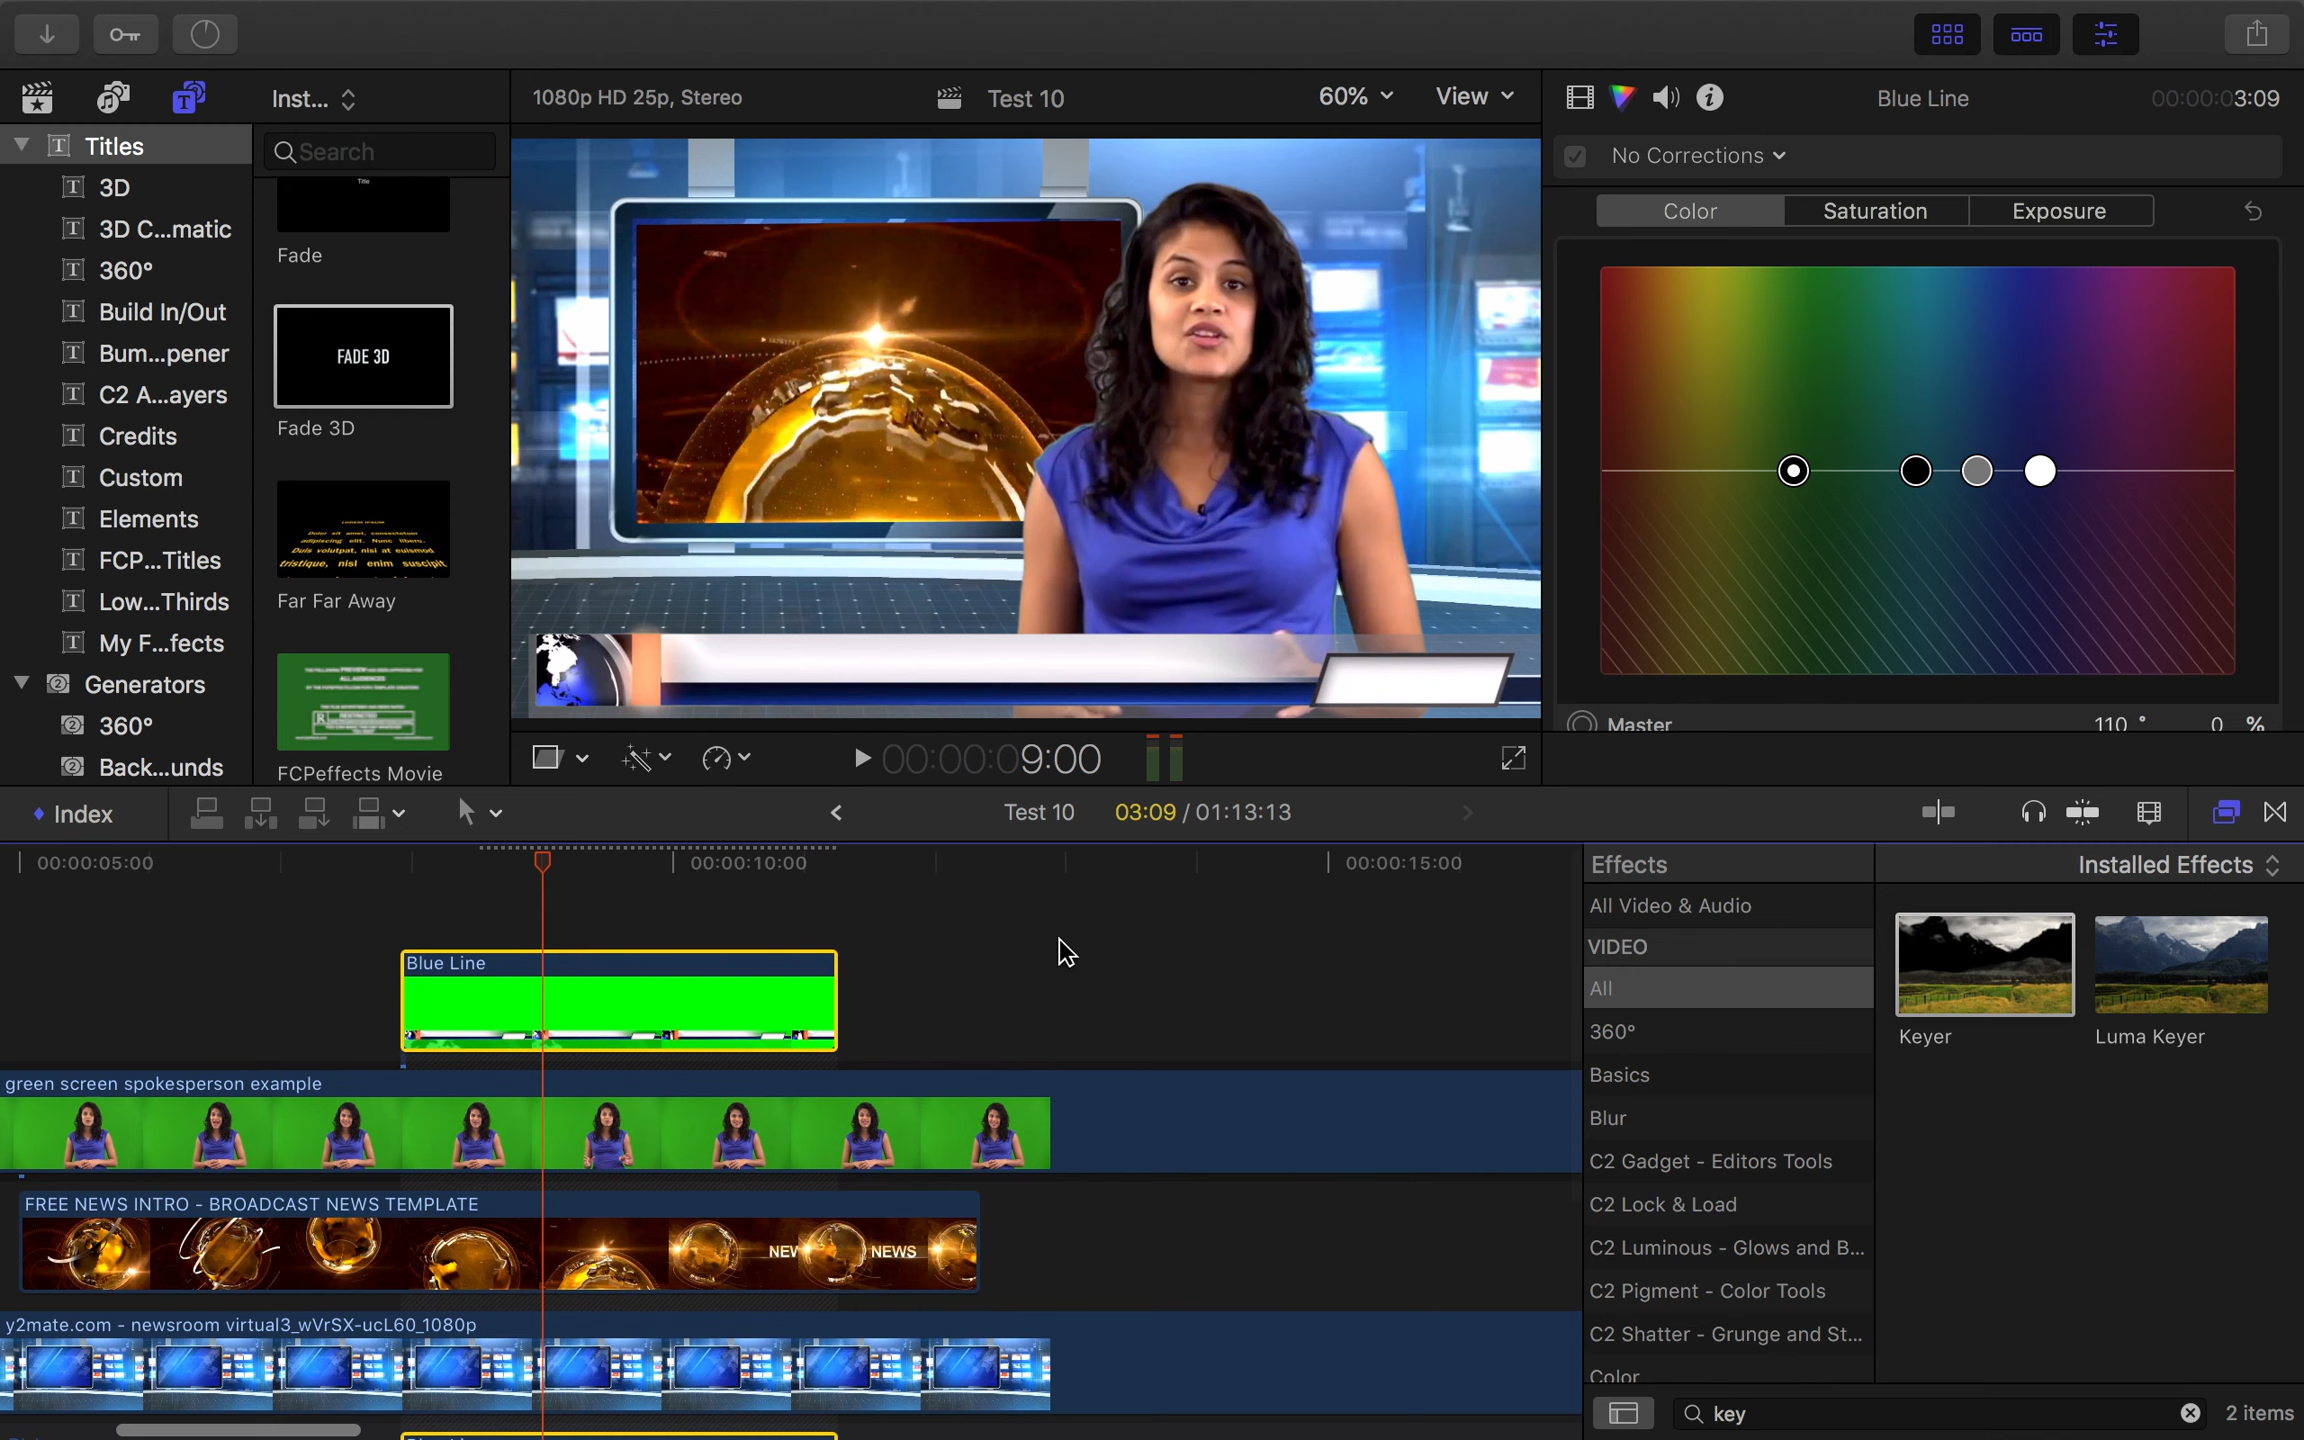 Inst...
1080p HD 25p, Stereo
Test 10
60%
View
Blue Line
00:00:03:09
Titles
Search
No Corrections
3D
3D C...matic
360°
Build In/Out
Bum...pener
C2 A...ayers
Credits
Custom
Elements
FCP...Titles
Low...Thirds
My F...fects
Generators
360°
Back...unds
Title
Fade
FADE 3D
Fade 3D
Far Far Away
FCPeffects Movie
Color
Saturation
Exposure
Master
110 °
0 %
00:00:09:00
Index
Test 10
03:09 / 01:13:13
00:00:05:00
00:00:10:00
00:00:15:00
Blue Line
green screen spokesperson example
FREE NEWS INTRO - BROADCAST NEWS TEMPLATE
NEWS
y2mate.com - newsroom virtual3_wVrSX-ucL60_1080p
Effects
Installed Effects
All Video & Audio
VIDEO
All
360°
Basics
Blur
C2 Gadget - Editors Tools
C2 Lock & Load
C2 Luminous - Glows and B...
C2 Pigment - Color Tools
C2 Shatter - Grunge and St...
Color
Keyer
Luma Keyer
key
2 items